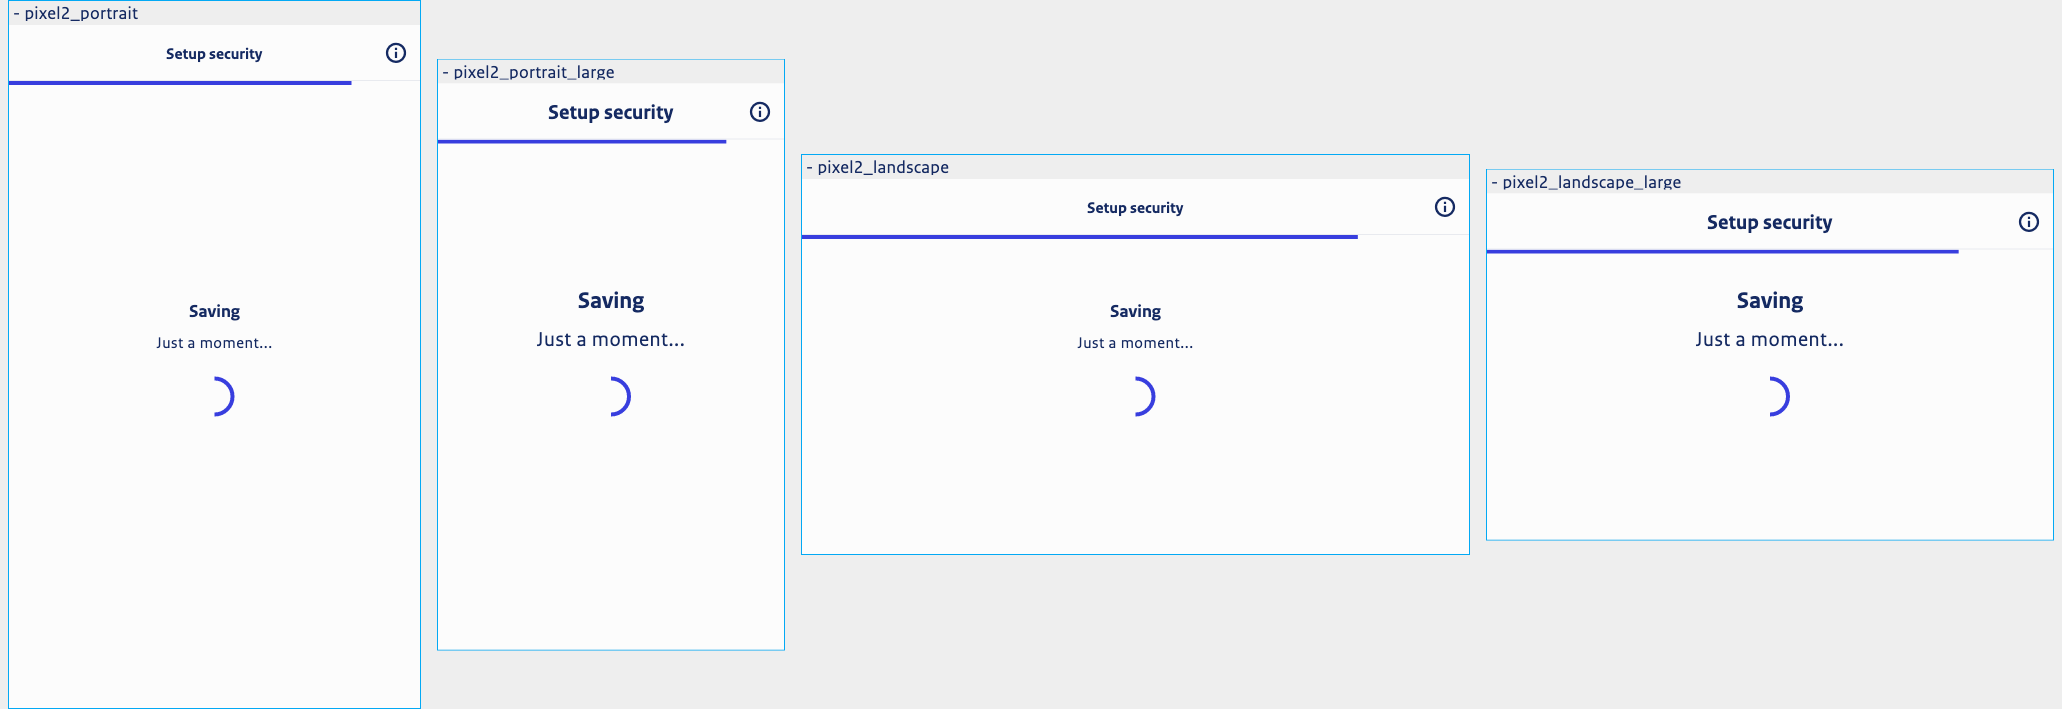 - pixel2_portrait
Setup security
Saving
Just a moment...
- pixel2_portrait_large
Setup security
Saving
Just a moment...
- pixel2_landscape
Setup security
Saving
Just a moment...
- pixel2_landscape_large
Setup security
Saving
Just a moment...